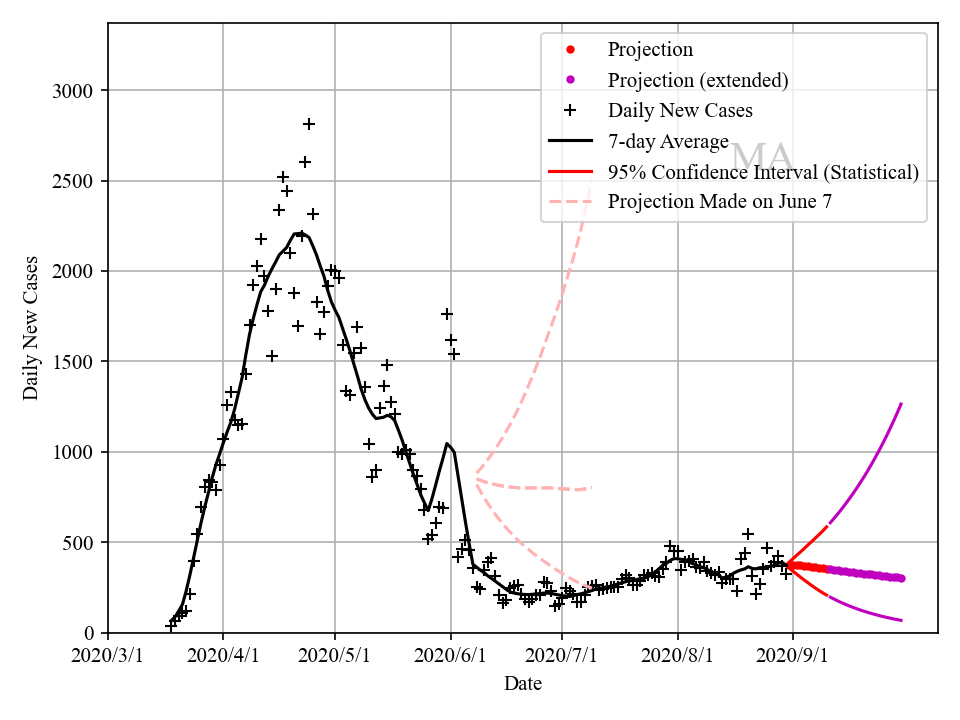 Projection
Projection (extended)
Daily New Cases
7-day Average
MA
95% Confidence Interval (Statistical)
Projection Made on June 7
Daily New Cases
3000
2500
2000
1500
1000
500
0
2020/3/1
2020/4/1
2020/5/1
2020/6/1
2020/7/1
2020/8/1
2020/9/1
Date